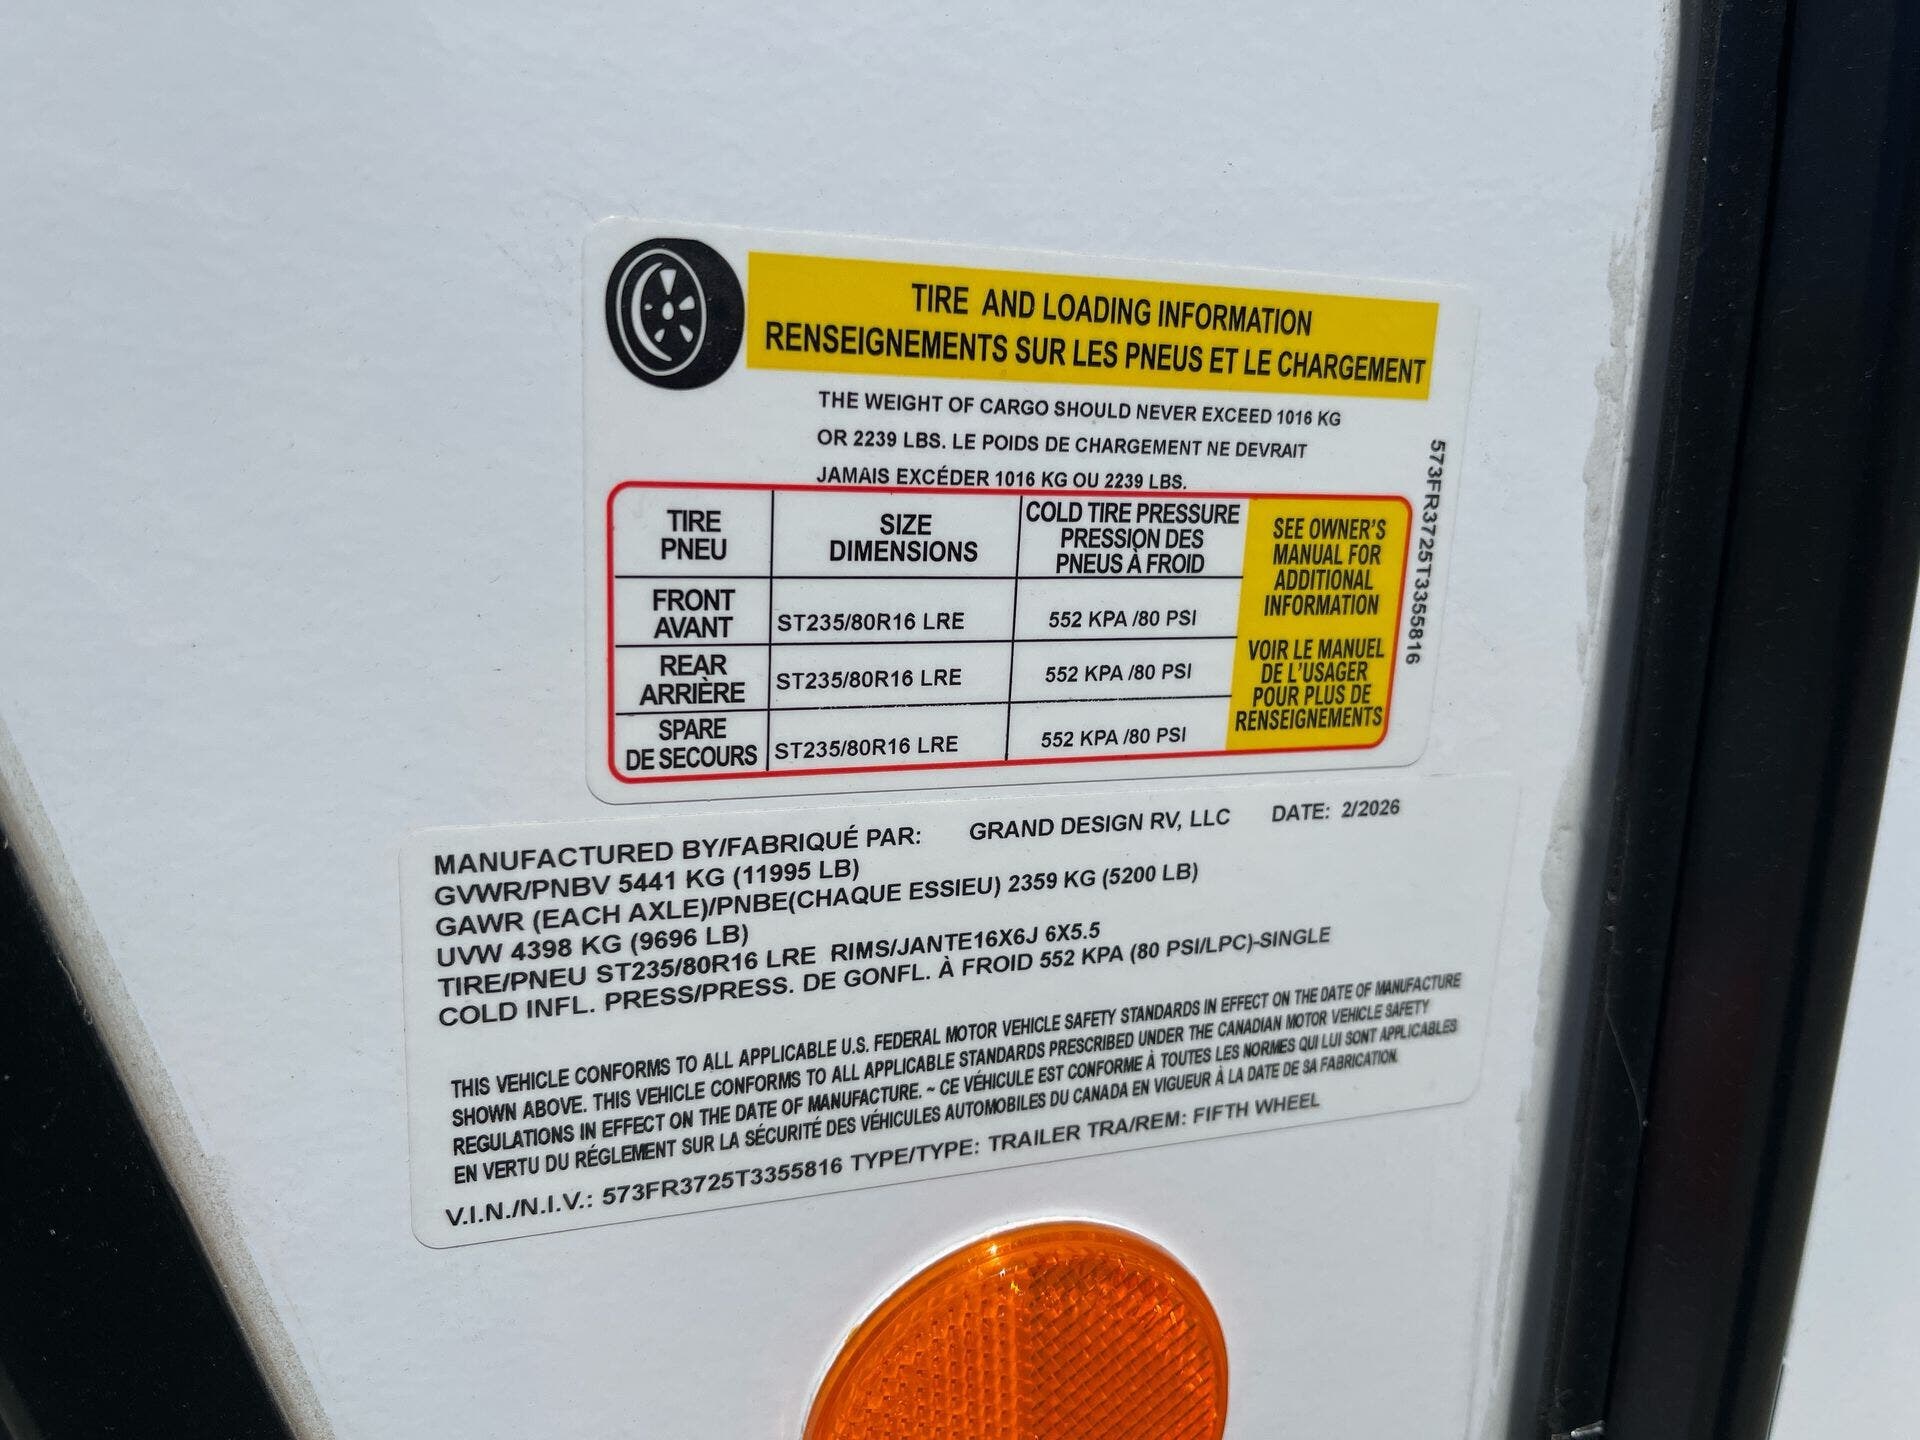 TIRE AND LOADING INFORMATION
RENSEIGNEMENTS SUR LES PNEUS ET LE CHARGEMENT
THE WEIGHT OF CARGO SHOULD NEVER EXCEED 1016 KG
OR 2239 LBS. LE POIDS DE CHARGEMENT NE DEVRAIT
JAMAIS EXCÉDER 1016 KG OU 2239 LBS.
TIRE
PNEU
SIZE
DIMENSIONS
COLD TIRE PRESSURE
PRESSION DES
PNEUS À FROID
FRONT
AVANT
ST235/80R16 LRE
552 KPA /80 PSI
REAR
ARRIÈRE
ST235/80R16 LRE
552 KPA /80 PSI
SPARE
DE SECOURS
ST235/80R16 LRE
552 KPA /80 PSI
SEE OWNER'S
MANUAL FOR
ADDITIONAL
INFORMATION
VOIR LE MANUEL
DE L'USAGER
POUR PLUS DE
RENSEIGNEMENTS
573FR3725T3355816
MANUFACTURED BY/FABRIQUÉ PAR: GRAND DESIGN RV, LLC DATE: 2/2026
GVWR/PNBV 5441 KG (11995 LB)
GAWR (EACH AXLE)/PNBE(CHAQUE ESSIEU) 2359 KG (5200 LB)
UVW 4398 KG (9696 LB)
TIRE/PNEU ST235/80R16 LRE RIMS/JANTE16X6J 6X5.5
COLD INFL. PRESS/PRESS. DE GONFL. À FROID 552 KPA (80 PSI/LPC)-SINGLE
THIS VEHICLE CONFORMS TO ALL APPLICABLE U.S. FEDERAL MOTOR VEHICLE SAFETY STANDARDS IN EFFECT ON THE DATE OF MANUFACTURE
SHOWN ABOVE. THIS VEHICLE CONFORMS TO ALL APPLICABLE STANDARDS PRESCRIBED UNDER THE CANADIAN MOTOR VEHICLE SAFETY
REGULATIONS IN EFFECT ON THE DATE OF MANUFACTURE. ~ CE VÉHICULE EST CONFORME À TOUTES LES NORMES QUI LUI SONT APPLICABLES
EN VERTU DU RÉGLEMENT SUR LA SÉCURITÉ DES VÉHICULES AUTOMOBILES DU CANADA EN VIGUEUR À LA DATE DE SA FABRICATION.
V.I.N./N.I.V.: 573FR3725T3355816 TYPE/TYPE: TRAILER TRA/REM: FIFTH WHEEL